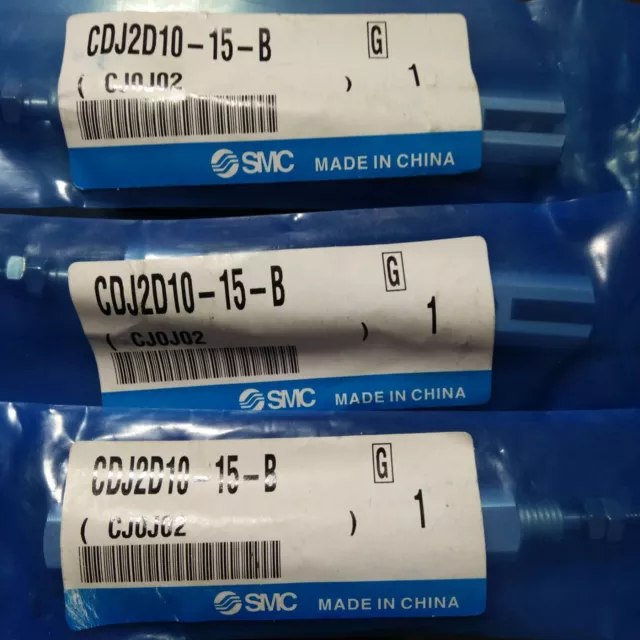 CDJ2D10-15-B G
( CJ0J02 ) 1
SMC MADE IN CHINA
CDJ2D10-15-B G
( CJ0J02 ) 1
SMC MADE IN CHINA
CDJ2D10-15-B G
( CJ0J02 ) 1
SMC MADE IN CHINA